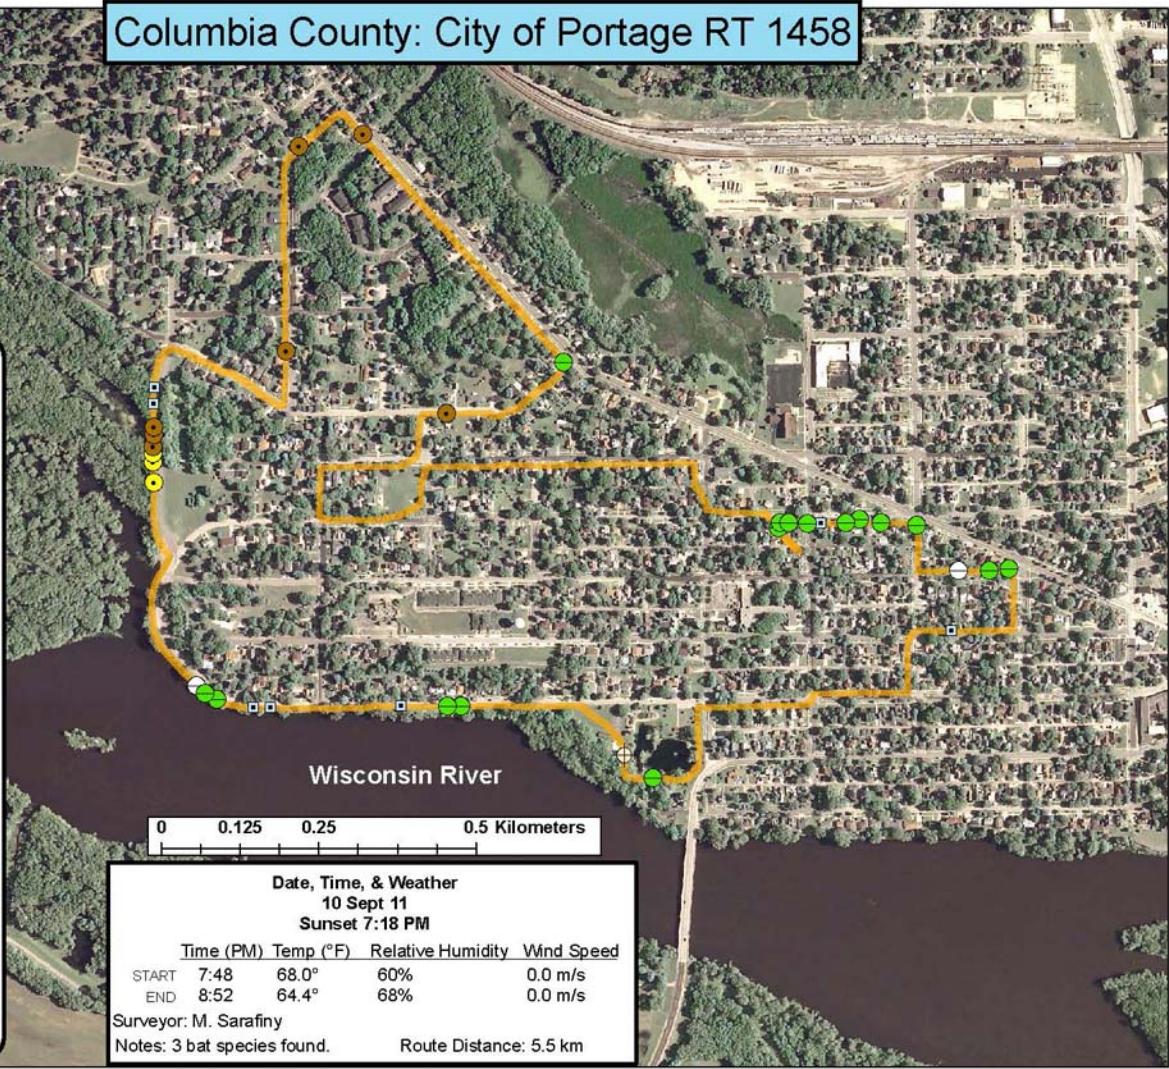 Columbia County: City of Portage RT 1458
Wisconsin River
0 0.125 0.25 0.5 Kilometers
Date, Time, & Weather
10 Sept 11
Sunset 7:18 PM
Time (PM) Temp (°F) Relative Humidity Wind Speed
START 7:48 68.0° 60% 0.0 m/s
END 8:52 64.4° 68% 0.0 m/s
Surveyor: M. Sarafiny
Notes: 3 bat species found. Route Distance: 5.5 km